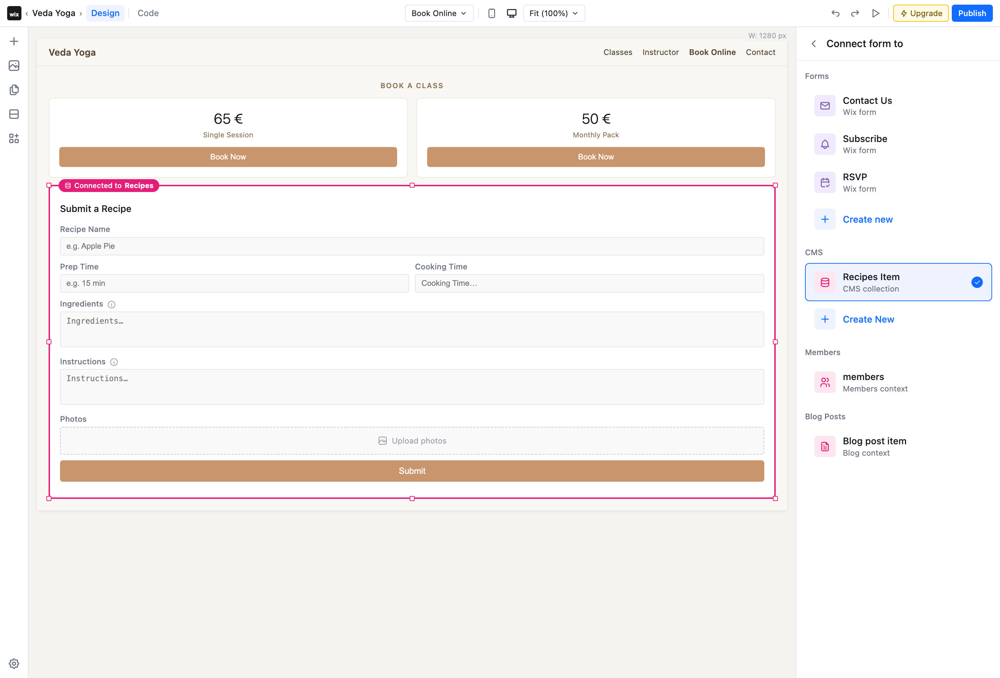 wix ‹ Veda Yoga › Design Code Book Online Fit (100%) Upgrade Publish
W: 1280 px
Veda Yoga Classes Instructor Book Online Contact
BOOK A CLASS
65 €
Single Session
Book Now
50 €
Monthly Pack
Book Now
Connected to Recipes
Submit a Recipe
Recipe Name
e.g. Apple Pie
Prep Time
e.g. 15 min
Cooking Time
Cooking Time...
Ingredients
Ingredients…
Instructions
Instructions…
Photos
Upload photos
Submit
Connect form to
Forms
Contact Us
Wix form
Subscribe
Wix form
RSVP
Wix form
Create new
CMS
Recipes Item
CMS collection
Create New
Members
members
Members context
Blog Posts
Blog post item
Blog context